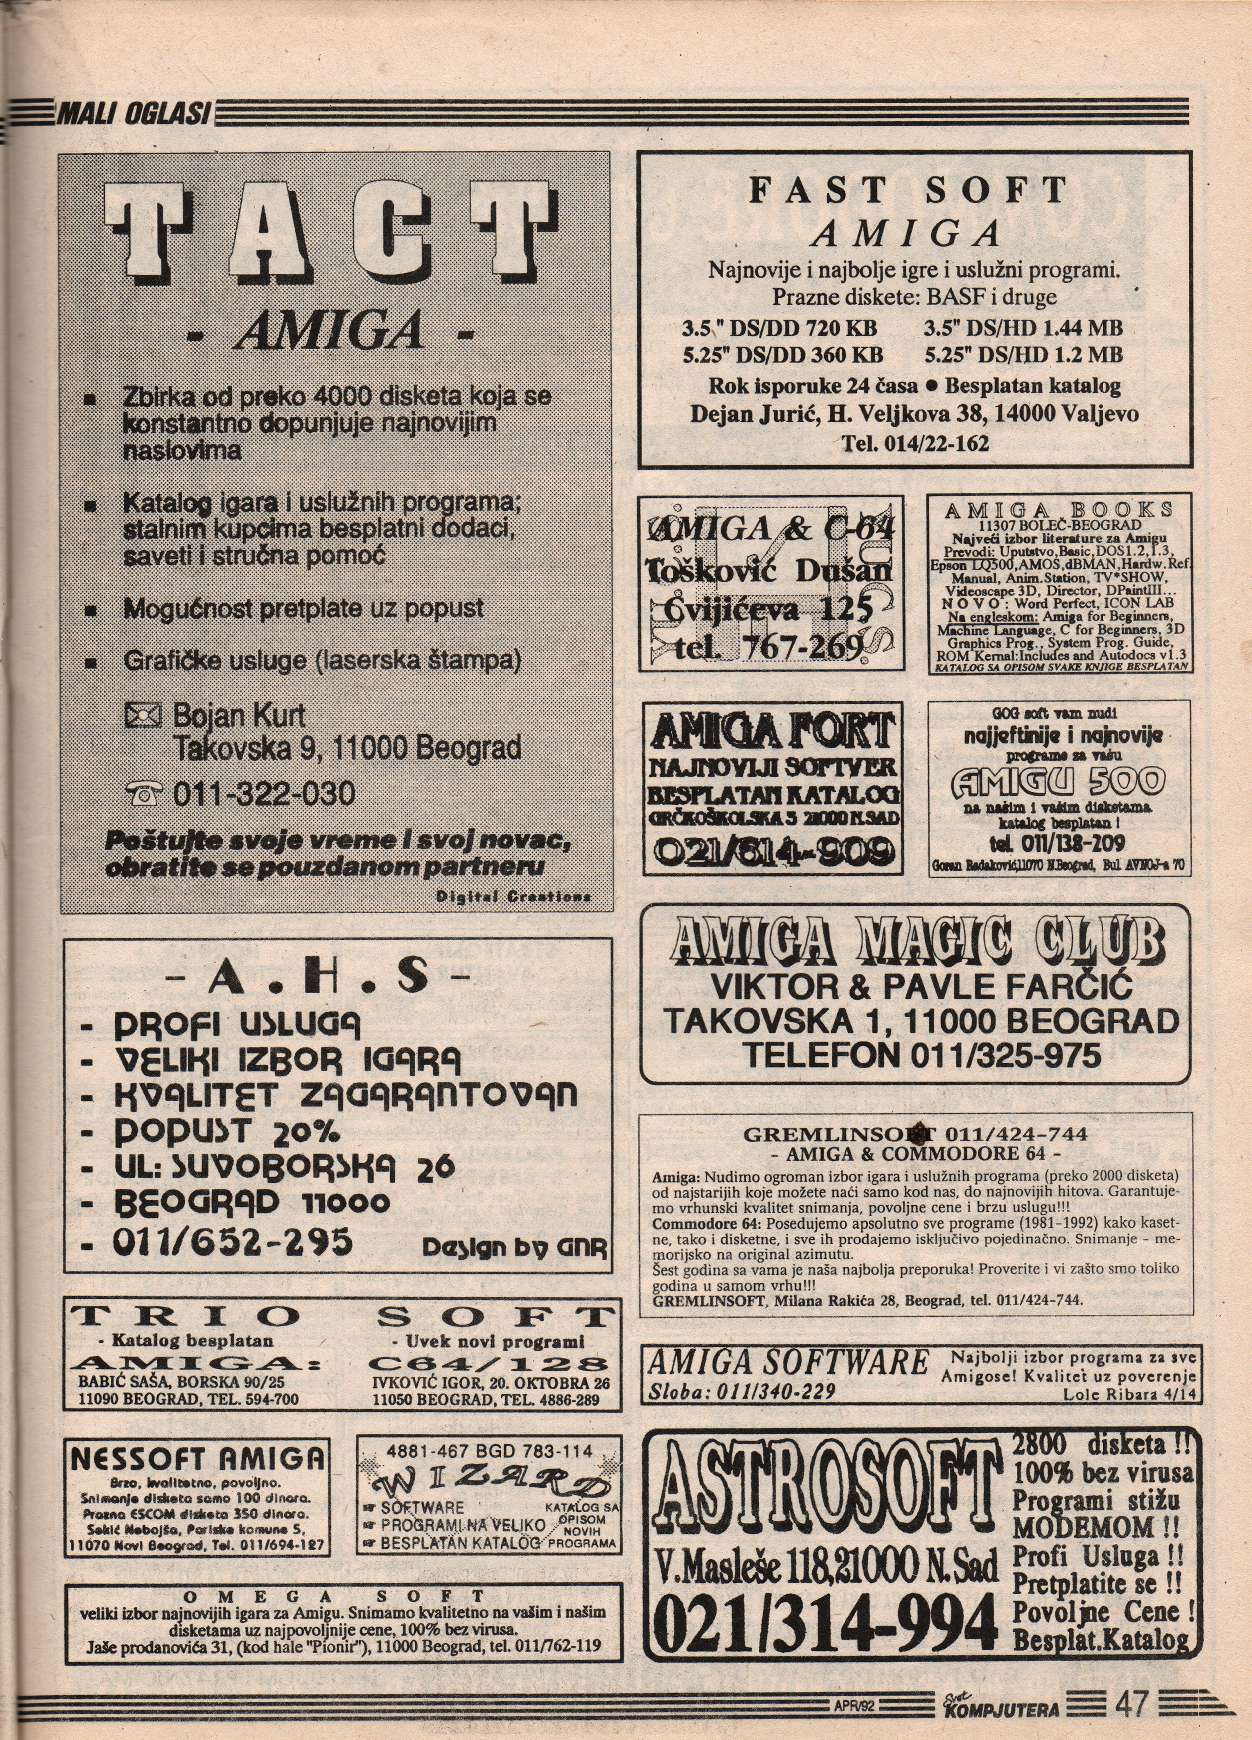 MALI OGLASI
TACT
- AMIGA -
Zbirka od preko 4000 disketa koja se
konstantno dopunjuje najnovijim
naslovima
Katalog igara i uslužnih programa;
stalnim kupcima besplatni dodaci,
saveti i stručna pomoć
Mogućnost pretplate uz popust
Grafičke usluge (laserska štampa)
Bojan Kurt
Takovska 9, 11000 Beograd
011-322-030
Poštujte svoje vreme i svoj novac,
obratite se pouzdanom partneru
Digital Creations
- A.H.S -
- PROFI USLUGA
- VELIKI IZBOR IGARA
- KVALITET ZAGARANTOVAN
- POPUST 20%
- UL: SUVOBORSKA 26
- BEOGRAD 11000
- 011/652-295 Design by GNR
TRIO SOFT
- Katalog besplatan - Uvek novi programi
AMIGA: C64/128
BABIĆ SAŠA, BORSKA 90/25 IVKOVIĆ IGOR, 20. OKTOBRA 26
11090 BEOGRAD, TEL. 594-700 11050 BEOGRAD, TEL. 4886-289
NESSOFT AMIGA
Brzo, kvalitetno, povoljno.
Snimanje disketa samo 100 dinara.
Prazna ESCOM disketa 350 dinara.
Sekić Nebojša, Pariske komune 5,
11070 Novi Beograd, Tel. 011/694-127
4881-467 BGD 783-114
WIZARD
SOFTWARE
PROGRAMI NA VELIKO
BESPLATAN KATALOG
KATALOG SA
OPISOM
NOVIH
PROGRAMA
OMEGA SOFT
veliki izbor najnovijih igara za Amigu. Snimamo kvalitetno na vašim i našim
disketama uz najpovoljnije cene, 100% bez virusa.
Jaše prodanovića 31, (kod hale "Pionir"), 11000 Beograd, tel. 011/762-119
FAST SOFT
AMIGA
Najnovije i najbolje igre i uslužni programi.
Prazne diskete: BASF i druge
3.5 " DS/DD 720 KB 3.5" DS/HD 1.44 MB
5.25" DS/DD 360 KB 5.25" DS/HD 1.2 MB
Rok isporuke 24 časa ● Besplatan katalog
Dejan Jurić, H. Veljkova 38, 14000 Valjevo
Tel. 014/22-162
AMIGA & C-64
Tošković Dušan
Cvijićeva 125
tel. 767-269
AMIGA BOOKS
11307 BOLEČ-BEOGRAD
Najveći izbor literature za Amigu
Prevodi: Uputstvo,Basic,DOS1.2,1.3,
Epson LQ500,AMOS,dBMAN,Hardw.Ref.
Manual, Anim.Station, TV*SHOW,
Videoscape 3D, Director, DPaintIII...
NOVO: Word Perfect, ICON LAB
Na engleskom: Amiga for Beginners,
Machine Language, C for Beginners, 3D
Graphics Prog., System Prog. Guide,
ROM Kernal:Includes and Autodocs v1.3
KATALOG SA OPISOM SVAKE KNJIGE BESPLATAN
AMIGA FORT
NAJNOVIJI SOFTVER
BESPLATAN KATALOG
GRČKOŠKOLSKA 5 21000 N.SAD
021/614-909
GOG soft vam nudi
najjeftinije i najnovije
programe za vašu
AMIGU 500
na našim i vašim disketama
katalog besplatan !
tel. 011/138-209
Goran Radaković,11070 N.Beograd, Bul. AVNOJ-a 70
AMIGA MAGIC CLUB
VIKTOR & PAVLE FARČIĆ
TAKOVSKA 1, 11000 BEOGRAD
TELEFON 011/325-975
GREMLINSOFT 011/424-744
- AMIGA & COMMODORE 64 -
Amiga: Nudimo ogroman izbor igara i uslužnih programa (preko 2000 disketa)
od najstarijih koje možete naći samo kod nas, do najnovijih hitova. Garantuje-
mo vrhunski kvalitet snimanja, povoljne cene i brzu uslugu!!!
Commodore 64: Posedujemo apsolutno sve programe (1981-1992) kako kaset-
ne, tako i disketne, i sve ih prodajemo isključivo pojedinačno. Snimanje - me-
morijsko na original azimutu.
Šest godina sa vama je naša najbolja preporuka! Proverite i vi zašto smo toliko
godina u samom vrhu!!!
GREMLINSOFT, Milana Rakića 28, Beograd, tel. 011/424-744.
AMIGA SOFTWARE
Sloba: 011/340-229
Najbolji izbor programa za sve
Amigose! Kvalitet uz poverenje
Lole Ribara 4/14
ASTROSOFT
V.Masleše 118,21000 N.Sad
021/314-994
2800 disketa !!
100% bez virusa
Programi stižu
MODEMOM !!
Profi Usluga !!
Pretplatite se !!
Povoljne Cene !
Besplat.Katalog
APR/92 Svet KOMPJUTERA 47